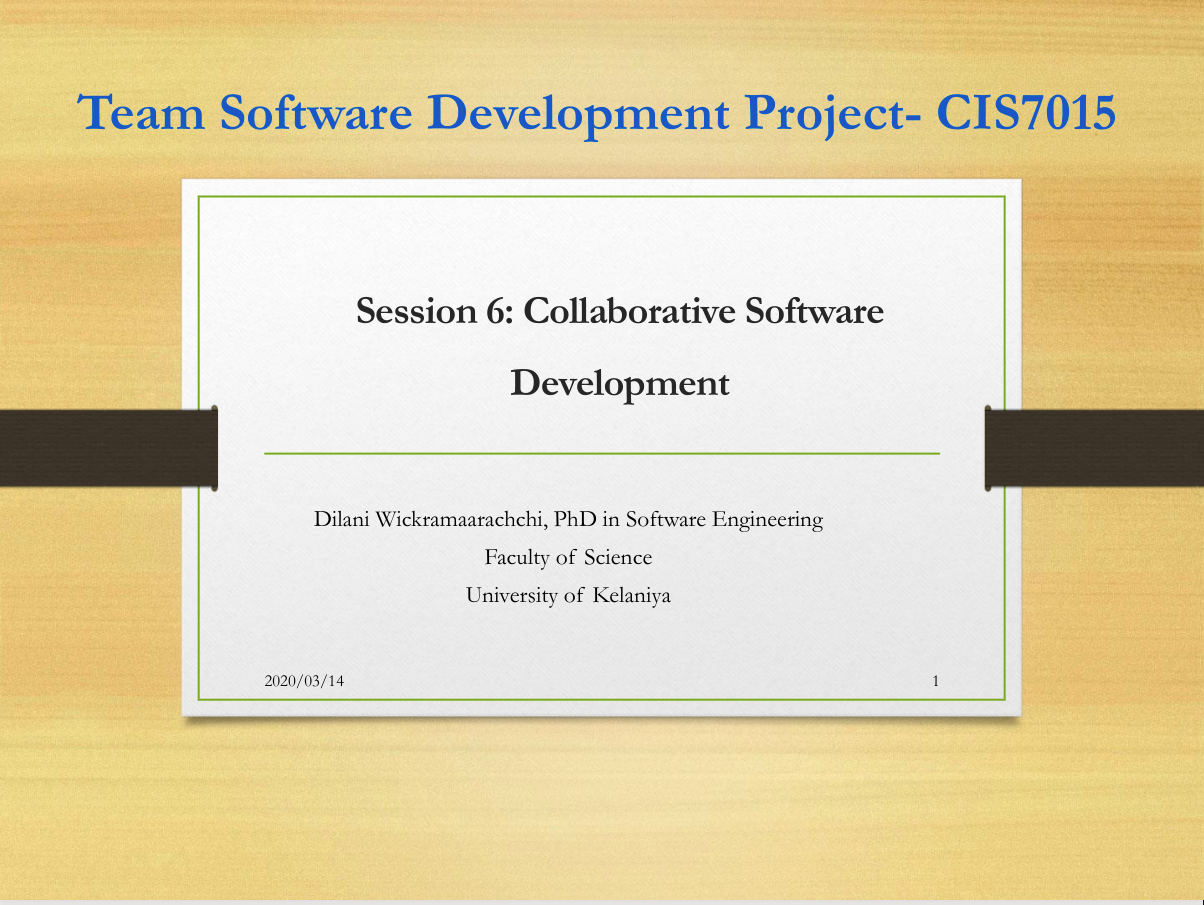 Team Software Development Project- CIS7015
Session 6: Collaborative Software
Development
Dilani Wickramaarachchi, PhD in Software Engineering
Faculty of Science
University of Kelaniya
2020/03/14
1